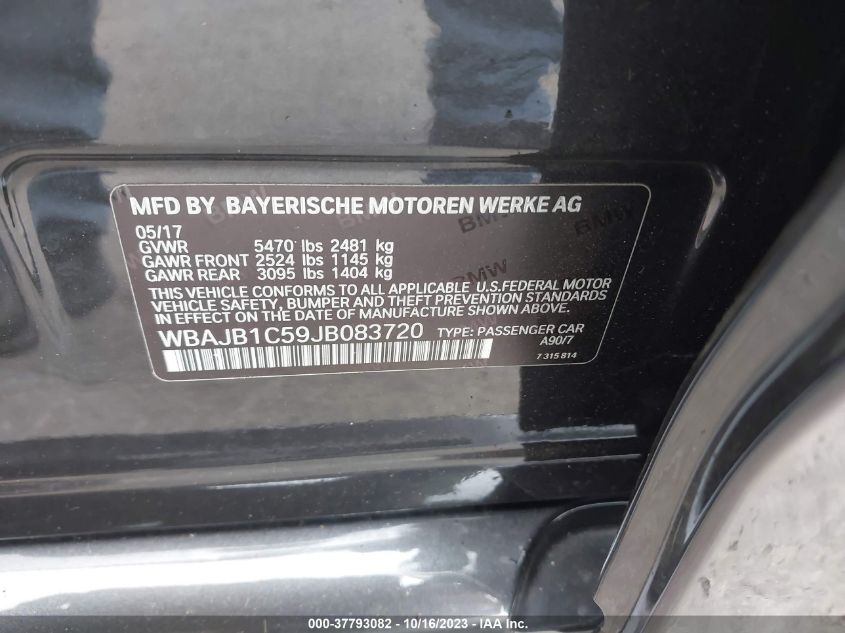 MFD BY BAYERISCHE MOTOREN WERKE AG
05/17
GVWR 5470 lbs 2481 kg
GAWR FRONT 2524 lbs 1145 kg
GAWR REAR 3095 lbs 1404 kg
THIS VEHICLE CONFORMS TO ALL APPLICABLE U.S.FEDERAL MOTOR
VEHICLE SAFETY, BUMPER AND THEFT PREVENTION STANDARDS
IN EFFECT ON THE DATE OF MANUFACTURE SHOWN ABOVE.
WBAJB1C59JB083720 TYPE: PASSENGER CAR
A90/7
7 315 814
000-37793082 / 10/16/2023 - IAA Inc.